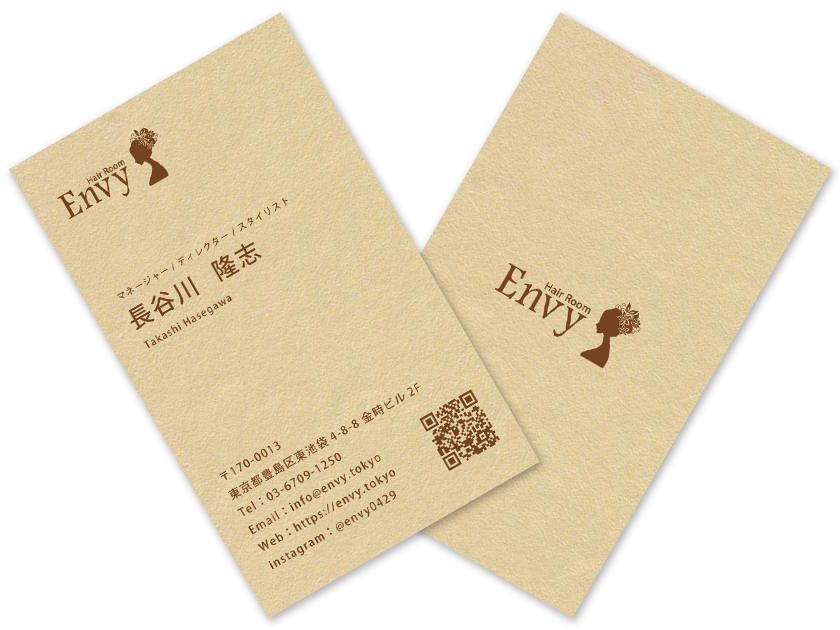 Hair Room
Envy
マネージャー / ディレクター / スタイリスト
長谷川 隆志
Takashi Hasegawa
〒170-0013
東京都豊島区東池袋 4-8-8 金時ビル 2F
Tel：03-6709-1250
Email：info@envy.tokyo
Web：https://envy.tokyo
instagram：@envy0429
Hair Room
Envy